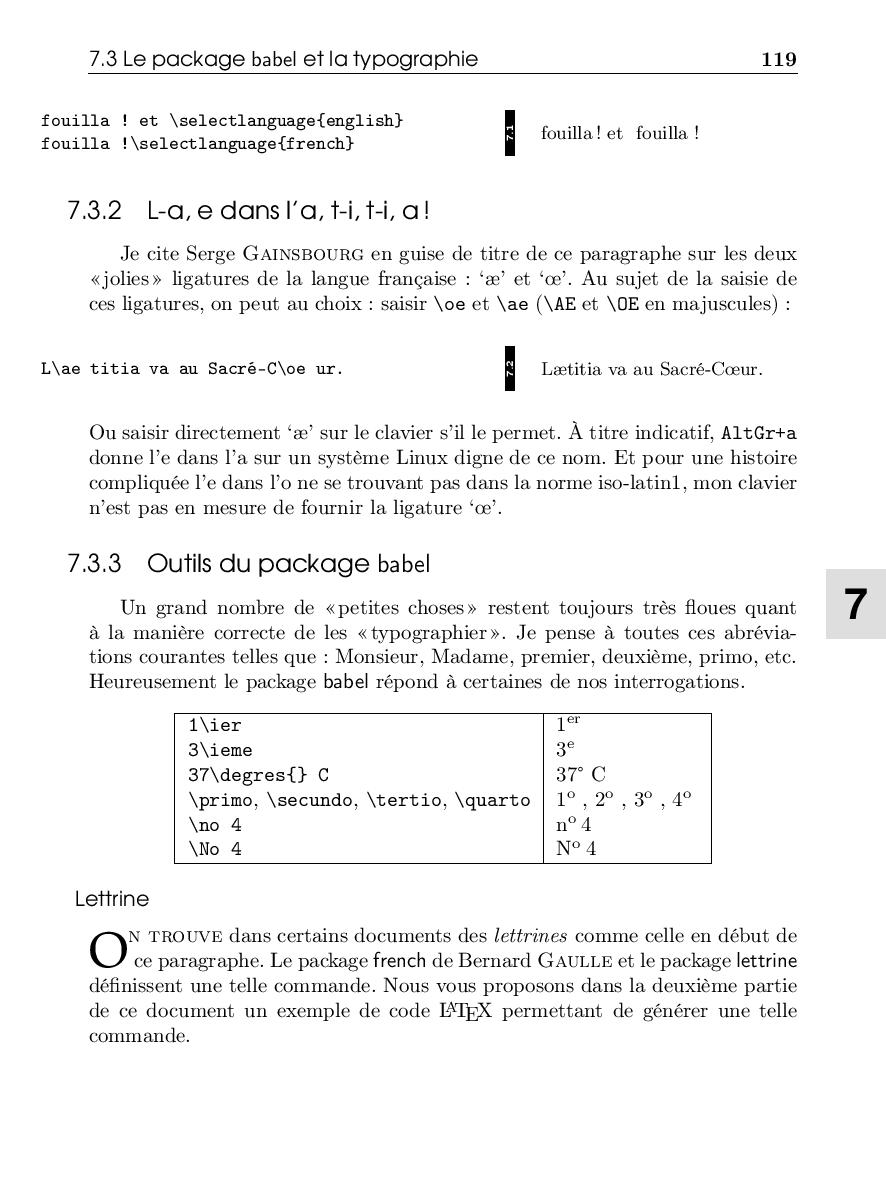 7.3 Le package babel et la typographie 119
fouilla ! et \selectlanguage{english}
fouilla !\selectlanguage{french}
7.1
fouilla ! et fouilla !
7.3.2 L-a, e dans l'a, t-i, t-i, a !
Je cite Serge GAINSBOURG en guise de titre de ce paragraphe sur les deux
« jolies » ligatures de la langue française : ‘æ’ et ‘œ’. Au sujet de la saisie de
ces ligatures, on peut au choix : saisir \oe et \ae (\AE et \OE en majuscules) :
L\ae titia va au Sacré-C\oe ur.
7.2
Lætitia va au Sacré-Cœur.
Ou saisir directement ‘æ’ sur le clavier s'il le permet. À titre indicatif, AltGr+a
donne l'e dans l'a sur un système Linux digne de ce nom. Et pour une histoire
compliquée l'e dans l'o ne se trouvant pas dans la norme iso-latin1, mon clavier
n'est pas en mesure de fournir la ligature ‘œ’.
7.3.3 Outils du package babel
Un grand nombre de « petites choses » restent toujours très floues quant
à la manière correcte de les « typographier ». Je pense à toutes ces abrévia-
tions courantes telles que : Monsieur, Madame, premier, deuxième, primo, etc.
Heureusement le package babel répond à certaines de nos interrogations.
7
1\ier 1er
3\ieme 3e
37\degres{} C 37° C
\primo, \secundo, \tertio, \quarto 1o , 2o , 3o , 4o
\no 4 no 4
\No 4 No 4
Lettrine
ON TROUVE dans certains documents des lettrines comme celle en début de
ce paragraphe. Le package french de Bernard GAULLE et le package lettrine
définissent une telle commande. Nous vous proposons dans la deuxième partie
de ce document un exemple de code LATEX permettant de générer une telle
commande.